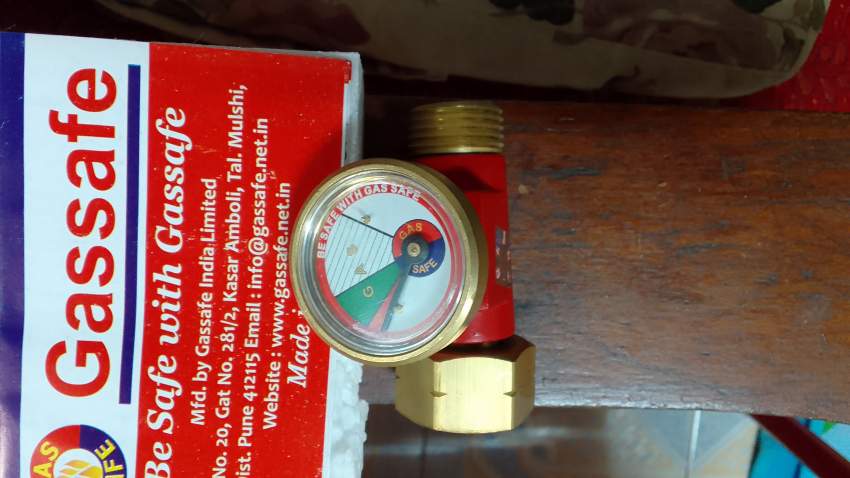 Gassafe
Be Safe with Gassafe
Mfd. by Gassafe India Limited
No. 20, Gat No. 281/2, Kasar Amboli, Tal. Mulshi,
ist. Pune 412115 Email : info@gassafe.net.in
Website : www.gassafe.net.in
Made
BE SAFE WITH GAS SAFE
GAS
SAFE
G